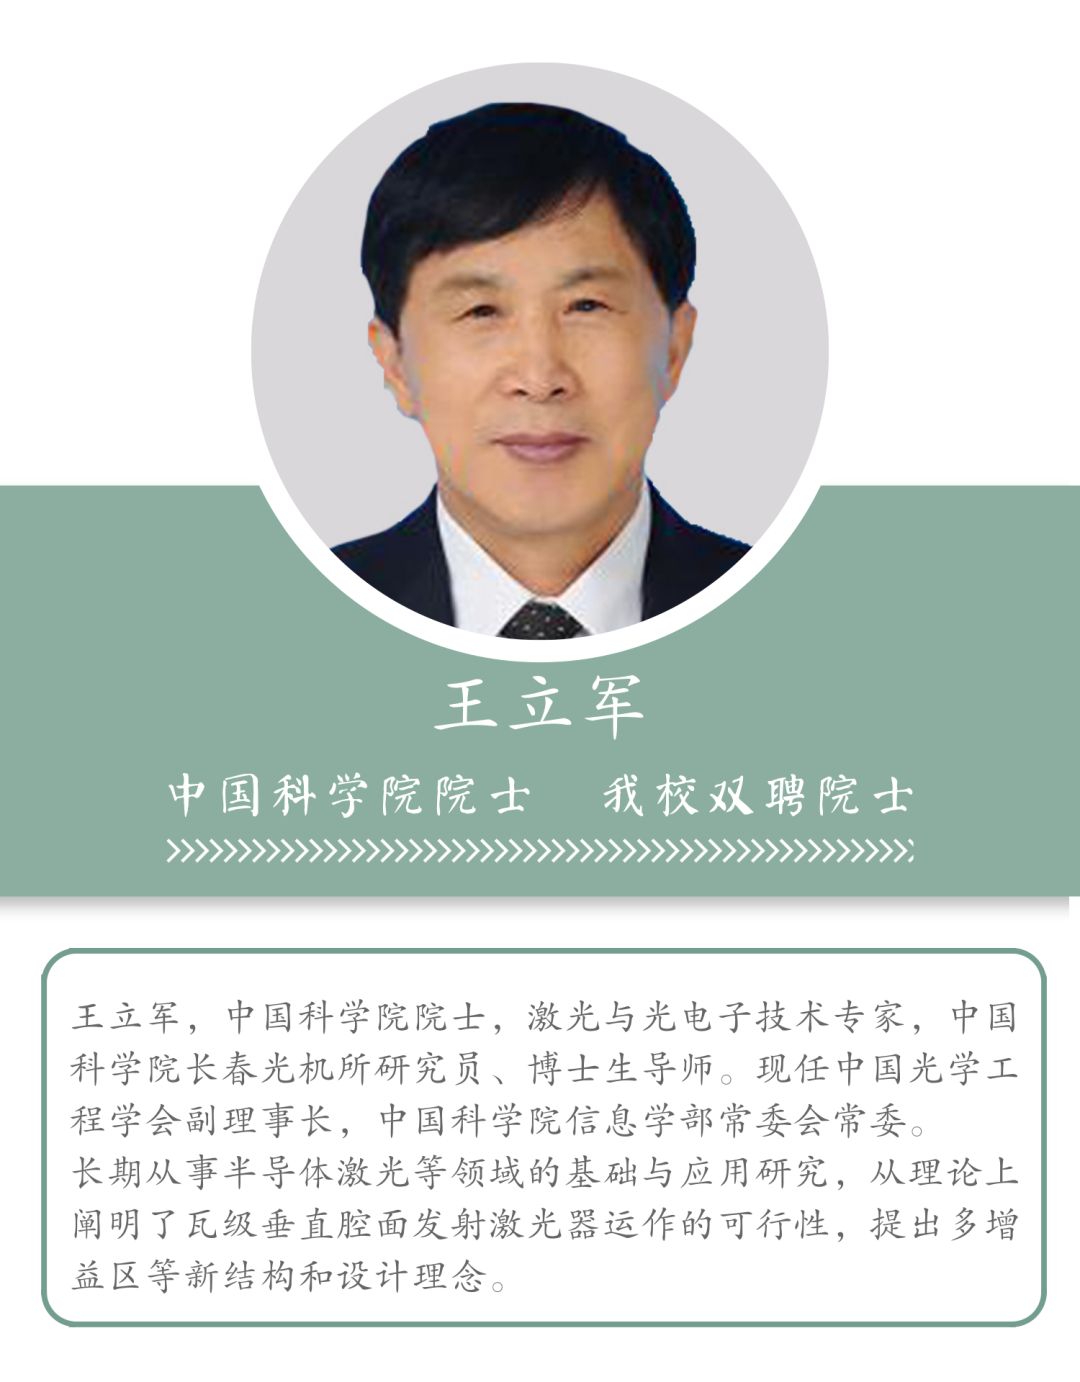 王立军
中国科学院院士 我校双聘院士
王立军，中国科学院院士，激光与光电子技术专家，中国
科学院长春光机所研究员、博士生导师。现任中国光学工
程学会副理事长，中国科学院信息学部常委会常委。
长期从事半导体激光等领域的基础与应用研究，从理论上
阐明了瓦级垂直腔面发射激光器运作的可行性，提出多增
益区等新结构和设计理念。